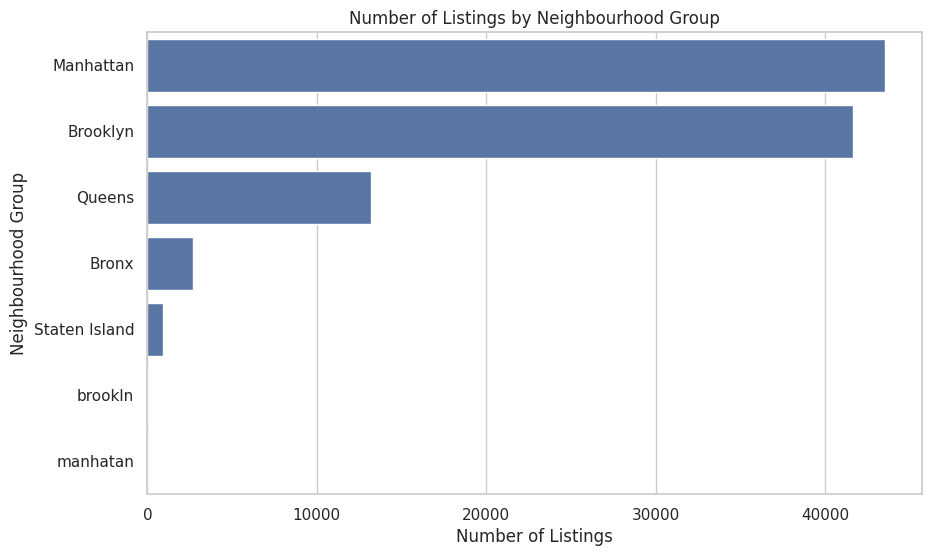 Number of Listings by Neighbourhood Group
Neighbourhood Group
Manhattan
Brooklyn
Queens
Bronx
Staten Island
brookln
manhatan
0 10000 20000 30000 40000
Number of Listings